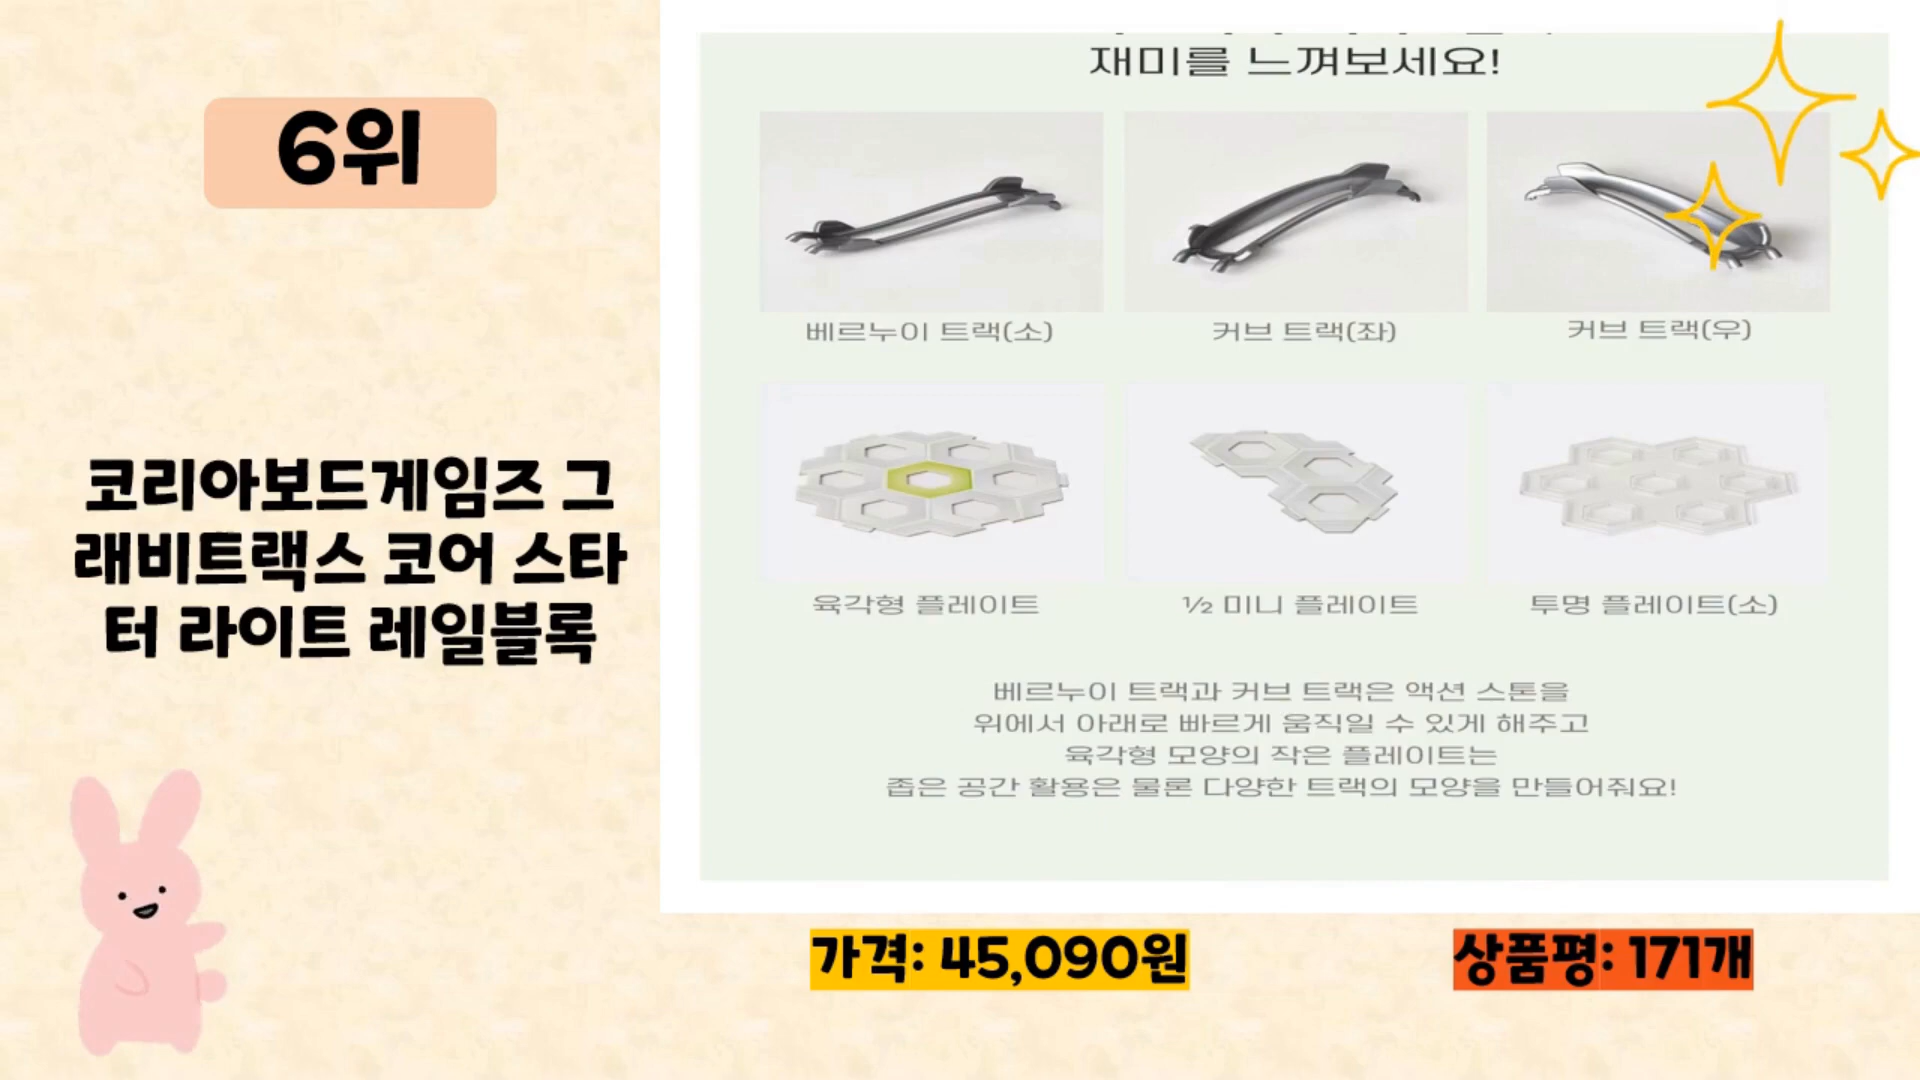 6위
코리아보드게임즈 그
래비트랙스 코어 스타
터 라이트 레일블록
재미를 느껴보세요!
베르누이 트랙(소)
커브 트랙(좌)
커브 트랙(우)
육각형 플레이트
½ 미니 플레이트
투명 플레이트(소)
베르누이 트랙과 커브 트랙은 액션 스톤을
위에서 아래로 빠르게 움직일 수 있게 해주고
육각형 모양의 작은 플레이트는
좁은 공간 활용은 물론 다양한 트랙의 모양을 만들어줘요!
가격: 45,090원
상품평: 171개